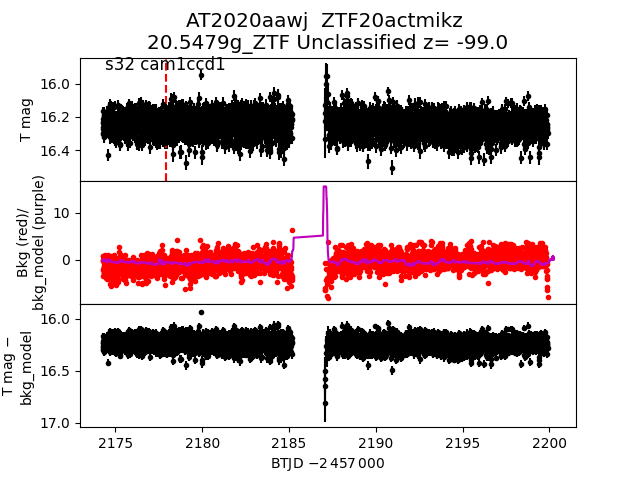 AT2020aawj  ZTF20actmikz
20.5479g_ZTF Unclassified z= -99.0
s32 cam1ccd1
T mag
16.0
16.2
16.4
Bkg (red)/
bkg_model (purple)
10
0
T mag −
bkg_model
16.0
16.5
17.0
2175 2180 2185 2190 2195 2200
BTJD −2 457 000